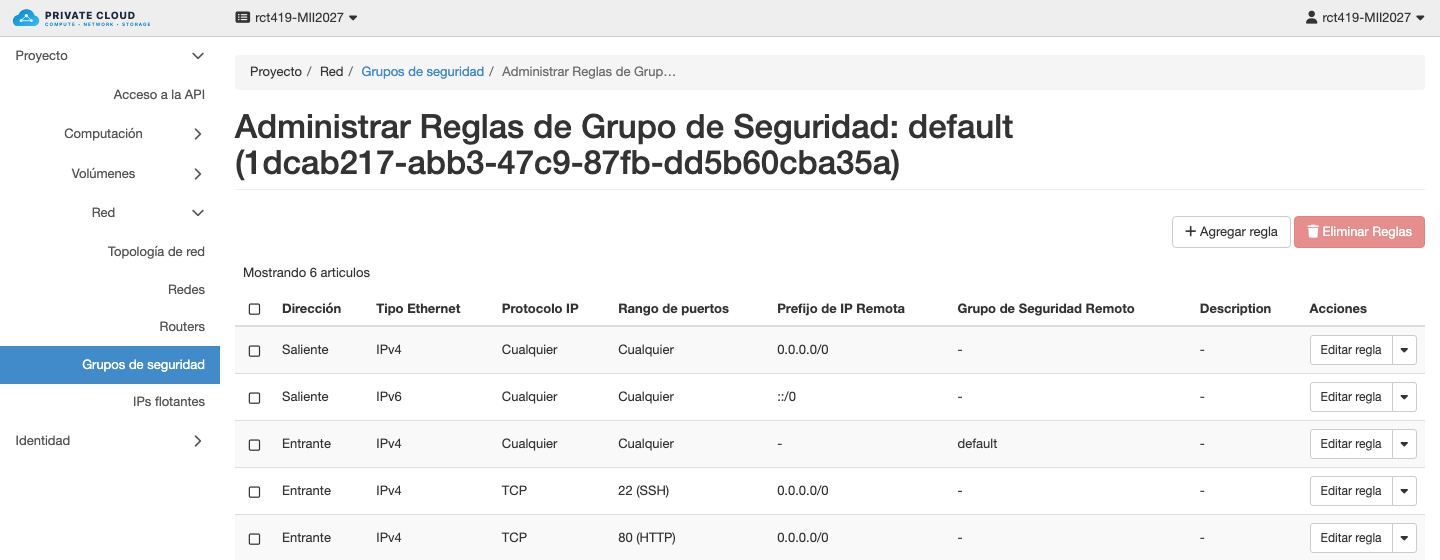 PRIVATE CLOUD
COMPUTE • NETWORK • STORAGE
rct419-MII2027
rct419-MII2027
Proyecto
Acceso a la API
Computación
Volúmenes
Red
Topología de red
Redes
Routers
Grupos de seguridad
IPs flotantes
Identidad
Proyecto / Red / Grupos de seguridad / Administrar Reglas de Grup…
Administrar Reglas de Grupo de Seguridad: default
(1dcab217-abb3-47c9-87fb-dd5b60cba35a)
+ Agregar regla Eliminar Reglas
Mostrando 6 articulos
Dirección Tipo Ethernet Protocolo IP Rango de puertos Prefijo de IP Remota Grupo de Seguridad Remoto Description Acciones
Saliente IPv4 Cualquier Cualquier 0.0.0.0/0 - - Editar regla
Saliente IPv6 Cualquier Cualquier ::/0 - - Editar regla
Entrante IPv4 Cualquier Cualquier - default - Editar regla
Entrante IPv4 TCP 22 (SSH) 0.0.0.0/0 - - Editar regla
Entrante IPv4 TCP 80 (HTTP) 0.0.0.0/0 - - Editar regla